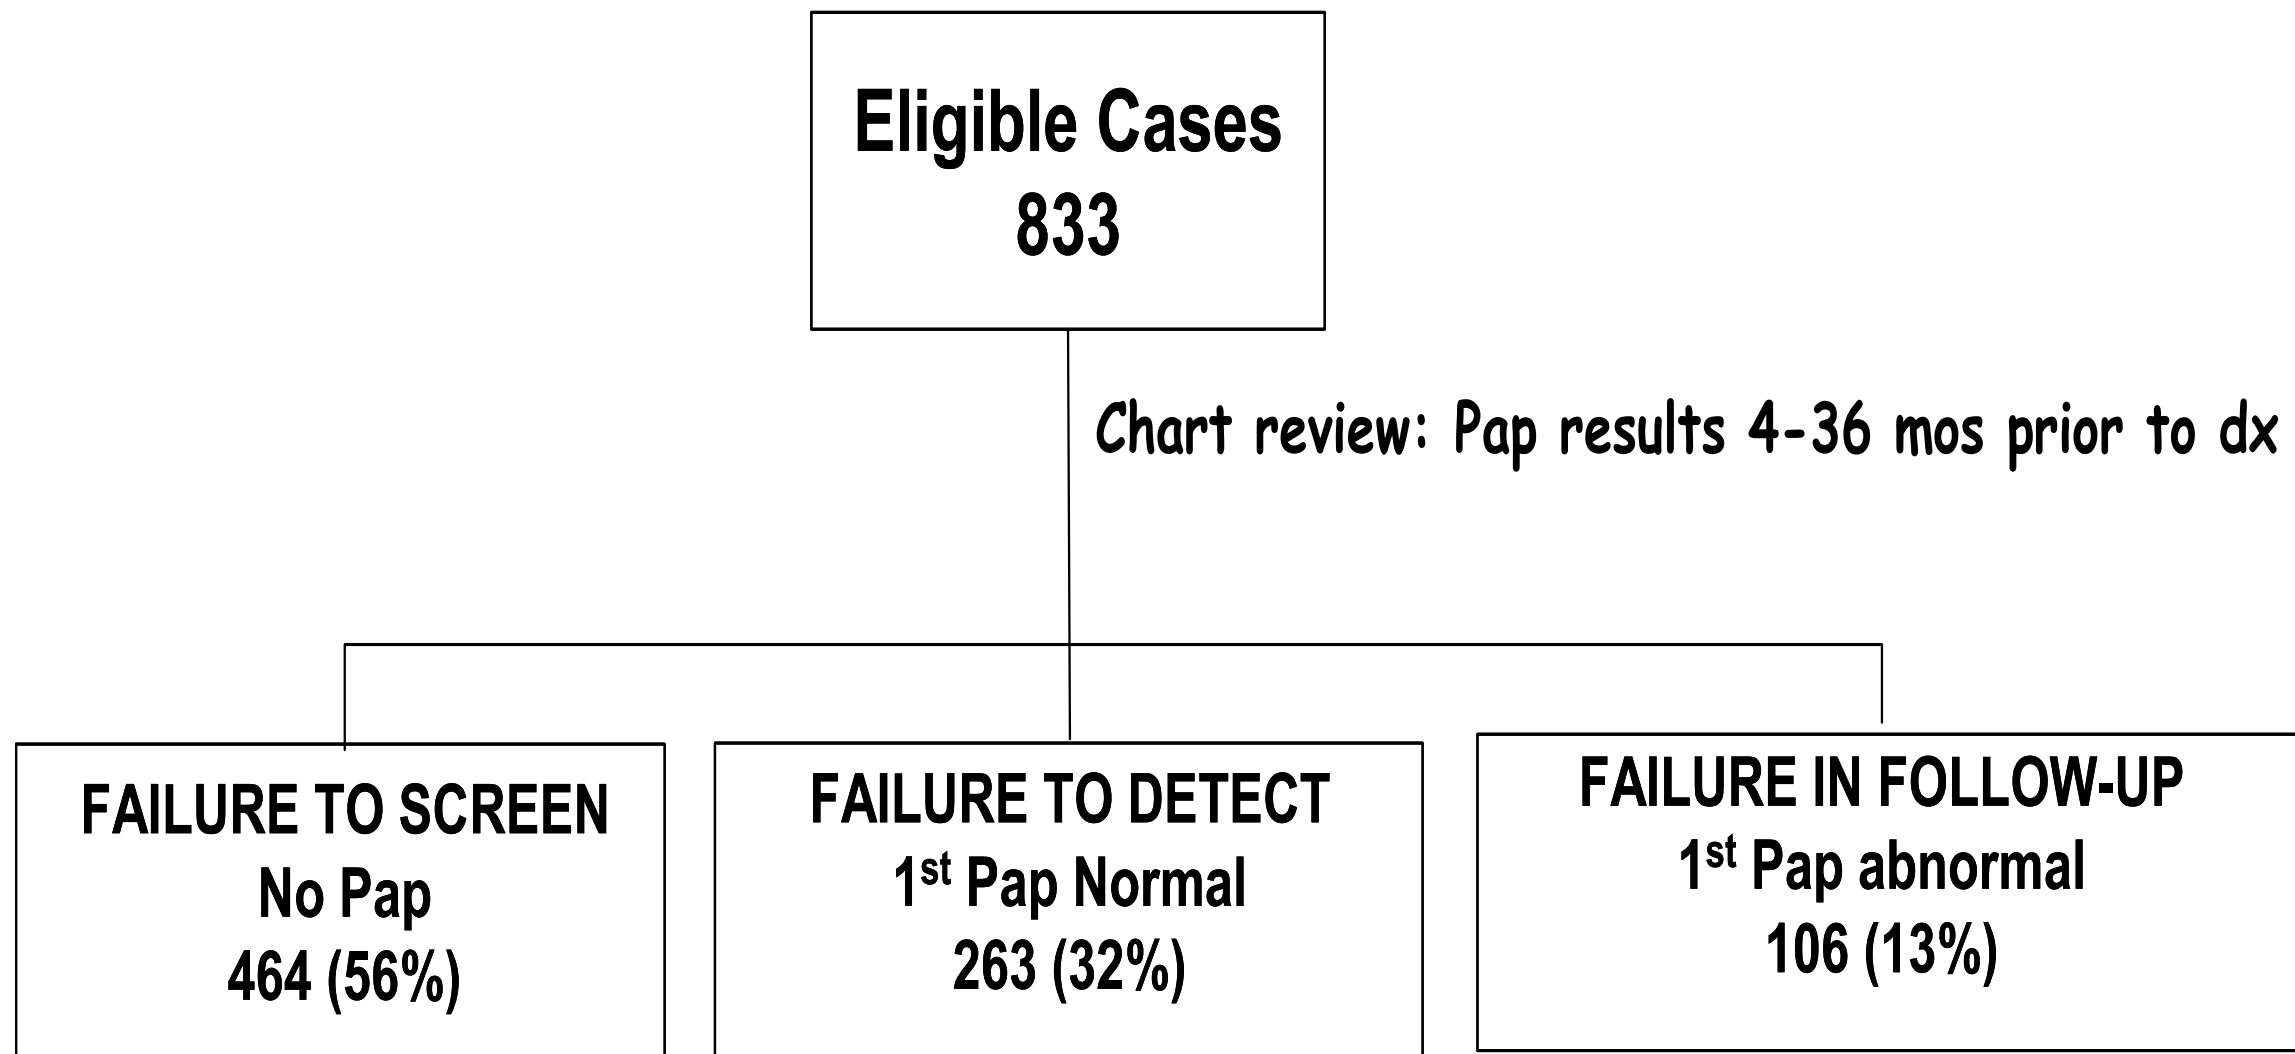 Eligible Cases
833
Chart review: Pap results 4-36 mos prior to dx
FAILURE TO SCREEN
No Pap
464 (56%)
FAILURE TO DETECT
1st Pap Normal
263 (32%)
FAILURE IN FOLLOW-UP
1st Pap abnormal
106 (13%)